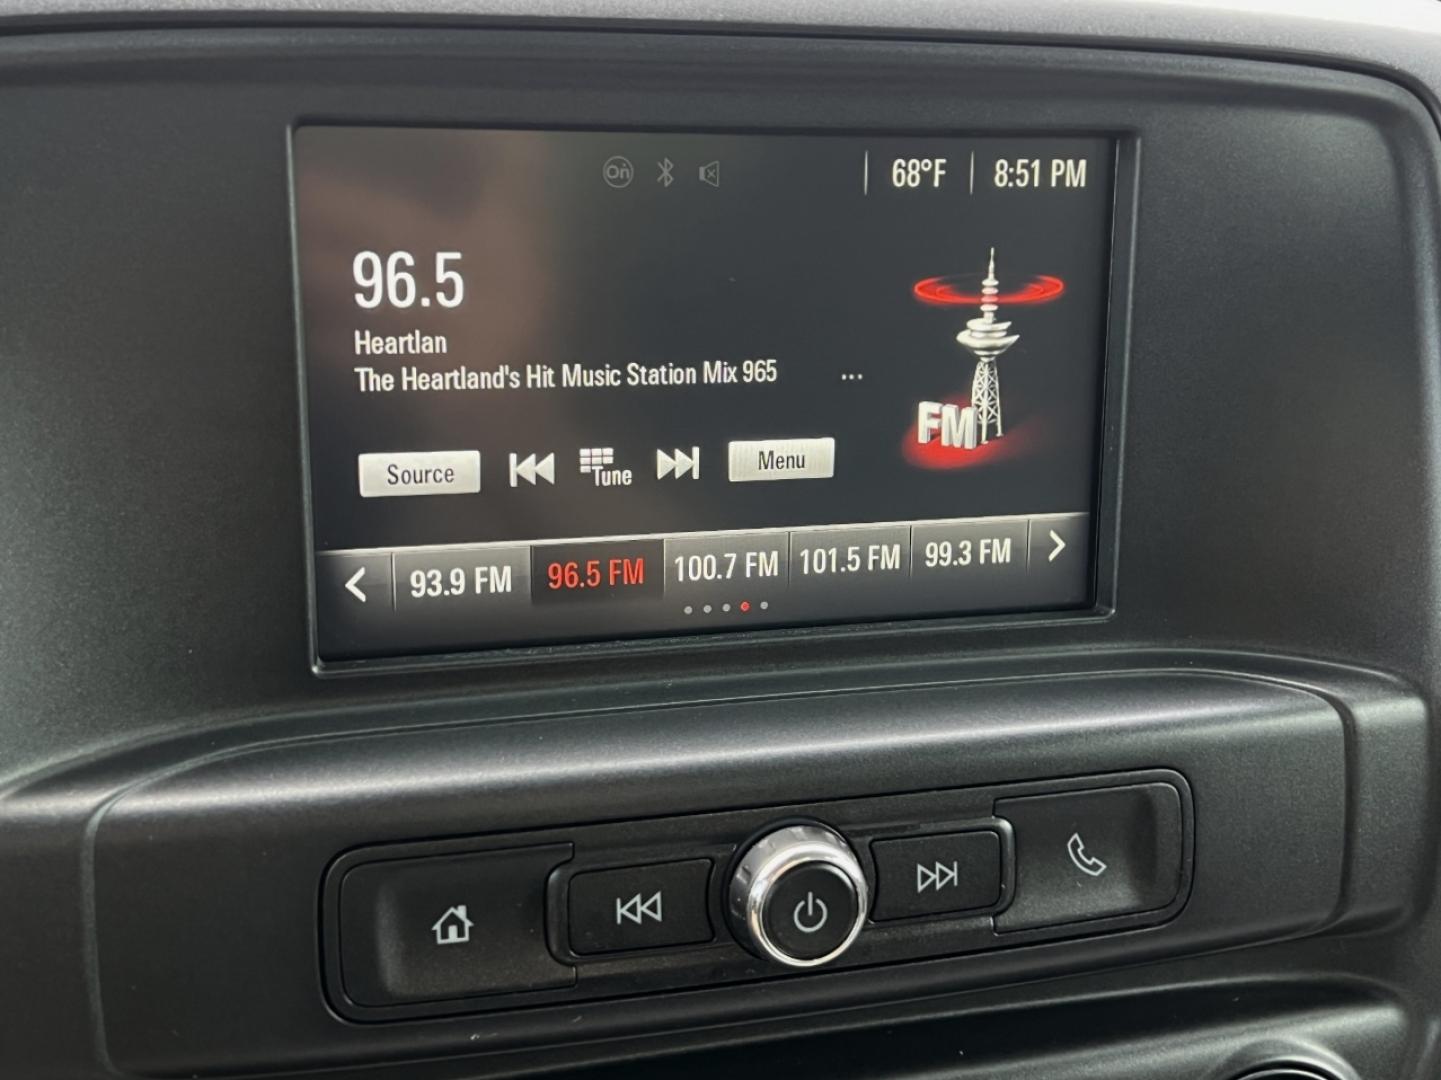 On
68°F
8:51 PM
96.5
Heartlan
The Heartland's Hit Music Station Mix 965 ...
FM
Source
Tune
Menu
93.9 FM
96.5 FM
100.7 FM
101.5 FM
99.3 FM